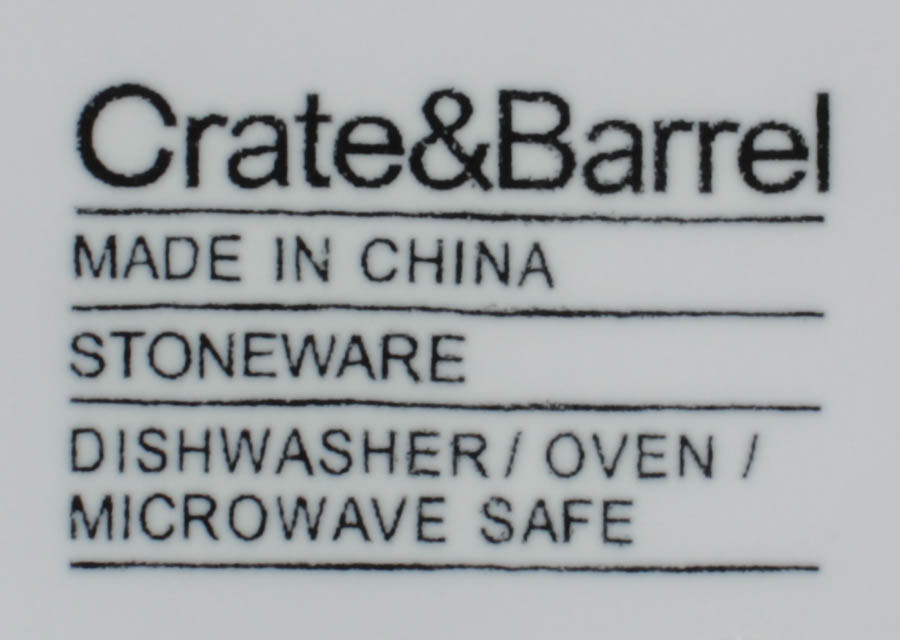 Crate&Barrel
MADE IN CHINA
STONEWARE
DISHWASHER / OVEN /
MICROWAVE SAFE